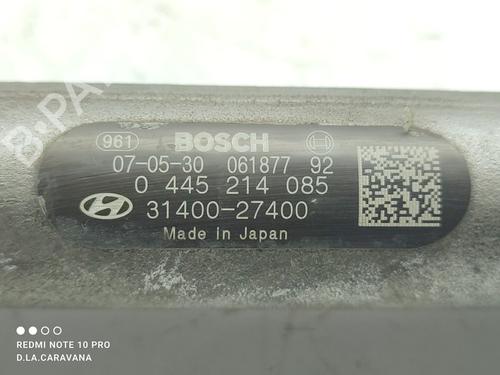 B.PA
961 BOSCH
07-05-30 061877 92
0 445 214 085
31400-27400
Made in Japan
REDMI NOTE 10 PRO
D.LA.CARAVANA